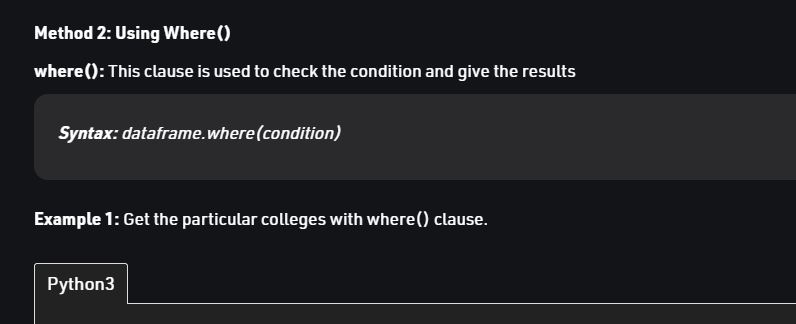 Method 2: Using Where()
where(): This clause is used to check the condition and give the results
Syntax: dataframe.where(condition)
Example 1: Get the particular colleges with where() clause.
Python3